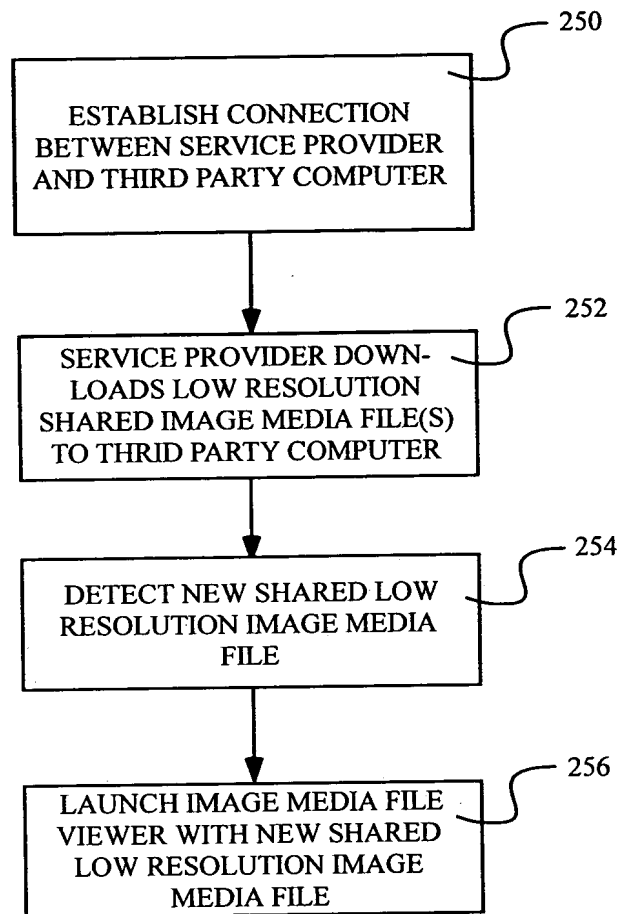 250
ESTABLISH CONNECTION
BETWEEN SERVICE PROVIDER
AND THIRD PARTY COMPUTER
252
SERVICE PROVIDER DOWN-
LOADS LOW RESOLUTION
SHARED IMAGE MEDIA FILE(S)
TO THRID PARTY COMPUTER
254
DETECT NEW SHARED LOW
RESOLUTION IMAGE MEDIA
FILE
256
LAUNCH IMAGE MEDIA FILE
VIEWER WITH NEW SHARED
LOW RESOLUTION IMAGE
MEDIA FILE